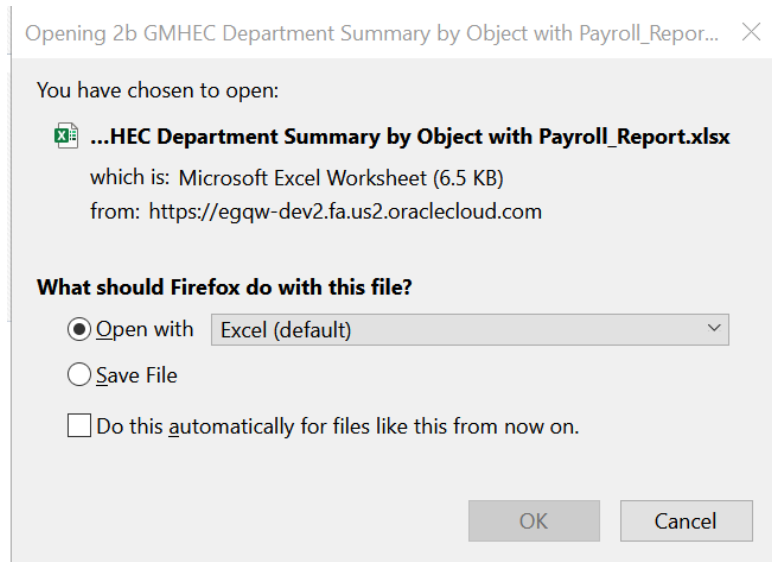 Opening 2b GMHEC Department Summary by Object with Payroll_Repor...
You have chosen to open:
...HEC Department Summary by Object with Payroll_Report.xlsx
which is: Microsoft Excel Worksheet (6.5 KB)
from: https://egqw-dev2.fa.us2.oraclecloud.com
What should Firefox do with this file?
Open with Excel (default)
Save File
Do this automatically for files like this from now on.
OK Cancel